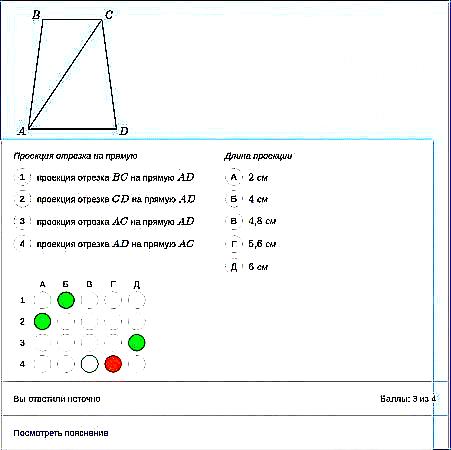 B C
A D
Проекция отрезка на прямую Длина проекции
1 проекция отрезка BC на прямую AD А 2 см
2 проекция отрезка CD на прямую AD Б 4 см
3 проекция отрезка AC на прямую AD В 4,8 см
4 проекция отрезка AD на прямую AC Г 5,6 см
Д 6 см
А Б В Г Д
1
2
3
4
Вы ответили неточно Баллы: 3 из 4
Посмотреть пояснение